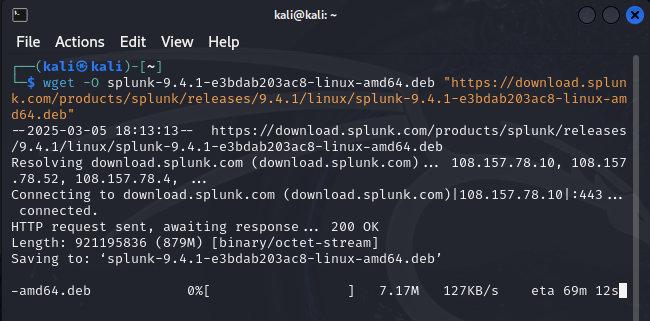 kali@kali: ~
File Actions Edit View Help
┌──(kali㉿kali)-[~]
└─$ wget -O splunk-9.4.1-e3bdab203ac8-linux-amd64.deb "https://download.splun
k.com/products/splunk/releases/9.4.1/linux/splunk-9.4.1-e3bdab203ac8-linux-am
d64.deb"
--2025-03-05 18:13:13-- https://download.splunk.com/products/splunk/releases
/9.4.1/linux/splunk-9.4.1-e3bdab203ac8-linux-amd64.deb
Resolving download.splunk.com (download.splunk.com)... 108.157.78.10, 108.157
.78.52, 108.157.78.4, ...
Connecting to download.splunk.com (download.splunk.com)|108.157.78.10|:443...
connected.
HTTP request sent, awaiting response... 200 OK
Length: 921195836 (879M) [binary/octet-stream]
Saving to: ‘splunk-9.4.1-e3bdab203ac8-linux-amd64.deb’
-amd64.deb 0%[ ] 7.17M 127KB/s eta 69m 12s